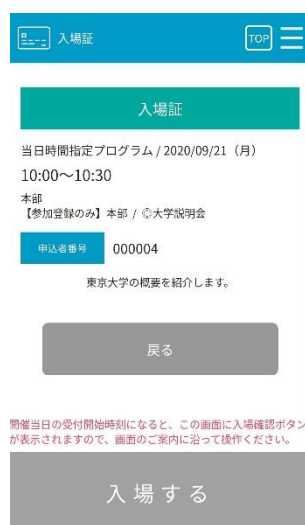 入場証
TOP
入場証
当日時間指定プログラム / 2020/09/21（月）
10:00～10:30
本部
【参加登録のみ】本部 / ◎大学説明会
申込者番号 000004
東京大学の概要を紹介します。
戻る
開催当日の受付開始時刻になると、この画面に入場確認ボタン
が表示されますので、画面のご案内に沿って操作ください。
入場する